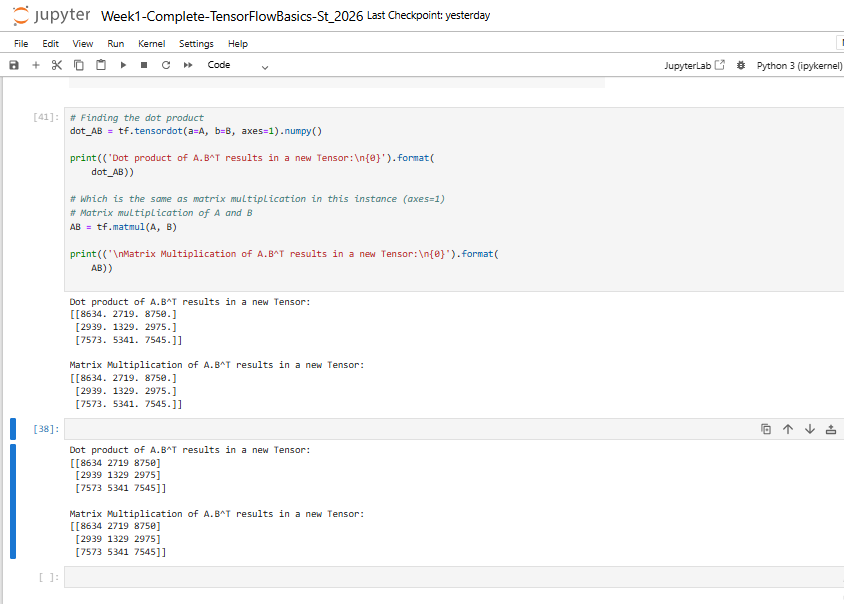 jupyter Week1-Complete-TensorFlowBasics-St_2026 Last Checkpoint: yesterday
File Edit View Run Kernel Settings Help
Code JupyterLab Python 3 (ipykernel)
[41]: # Finding the dot product
dot_AB = tf.tensordot(a=A, b=B, axes=1).numpy()
print(('Dot product of A.B^T results in a new Tensor:\n{0}').format(
dot_AB))
# Which is the same as matrix multiplication in this instance (axes=1)
# Matrix multiplication of A and B
AB = tf.matmul(A, B)
print(('\nMatrix Multiplication of A.B^T results in a new Tensor:\n{0}').format(
AB))
Dot product of A.B^T results in a new Tensor:
[[8634. 2719. 8750.]
[2939. 1329. 2975.]
[7573. 5341. 7545.]]
Matrix Multiplication of A.B^T results in a new Tensor:
[[8634. 2719. 8750.]
[2939. 1329. 2975.]
[7573. 5341. 7545.]]
[38]:
Dot product of A.B^T results in a new Tensor:
[[8634 2719 8750]
[2939 1329 2975]
[7573 5341 7545]]
Matrix Multiplication of A.B^T results in a new Tensor:
[[8634 2719 8750]
[2939 1329 2975]
[7573 5341 7545]]
[ ]: